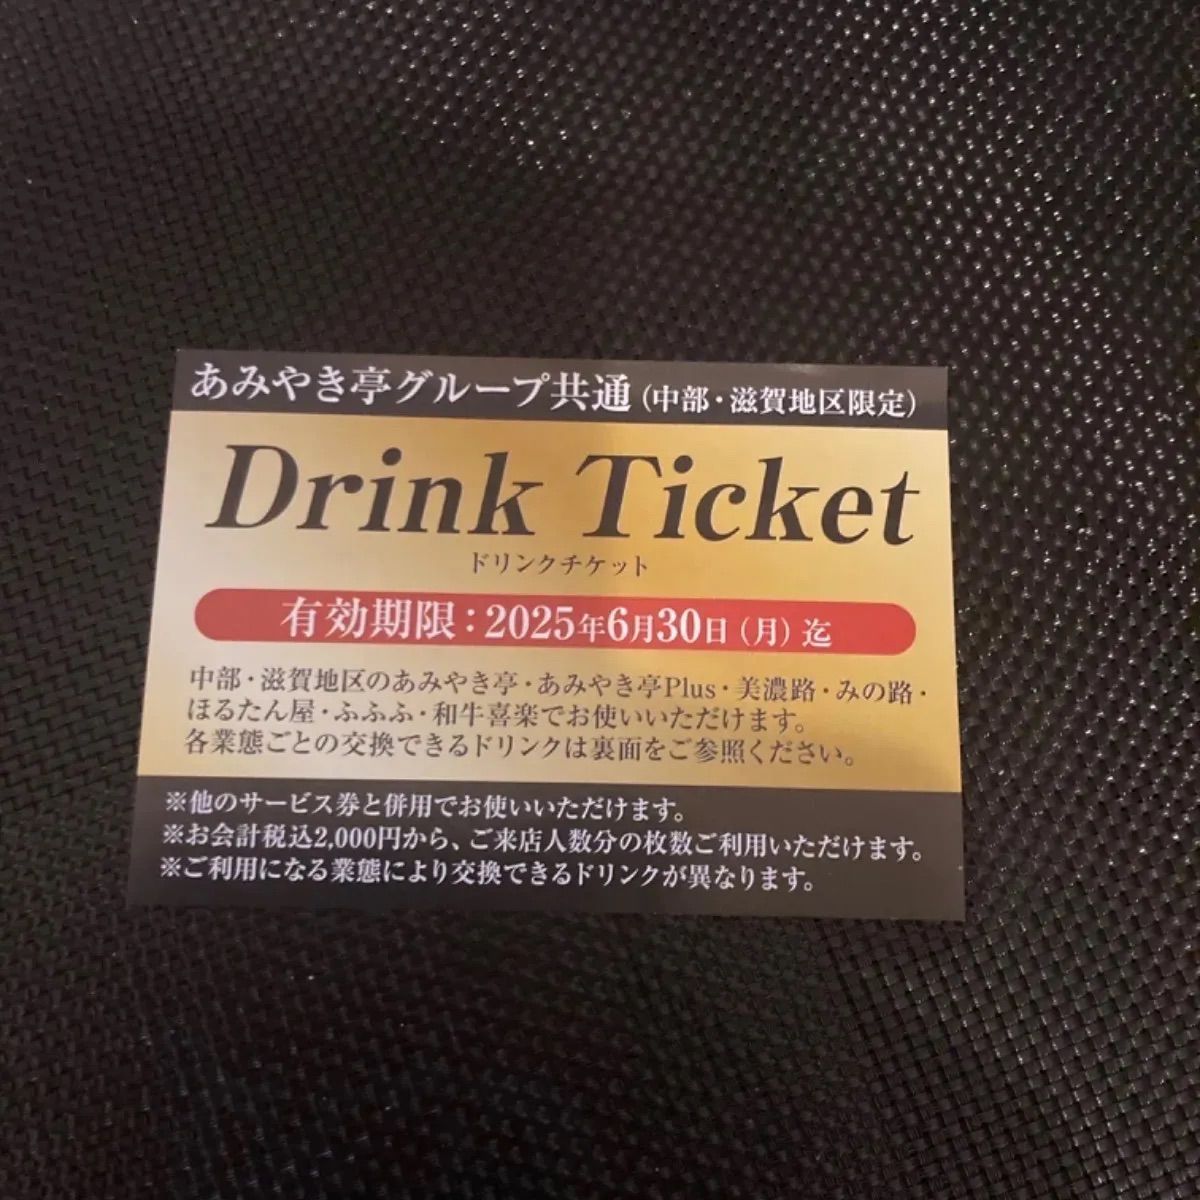 あみやき亭グループ共通(中部・滋賀地区限定)
Drink Ticket
ドリンクチケット
有効期限:2025年6月30日(月)迄
中部・滋賀地区のあみやき亭・あみやき亭Plus・美濃路・みの路・
ほるたん屋・ふふふ・和牛喜楽でお使いいただけます。
各業態ごとの交換できるドリンクは裏面をご参照ください。
※他のサービス券と併用でお使いいただけます。
※お会計税込2,000円から、ご来店人数分の枚数ご利用いただけます。
※ご利用になる業態により交換できるドリンクが異なります。